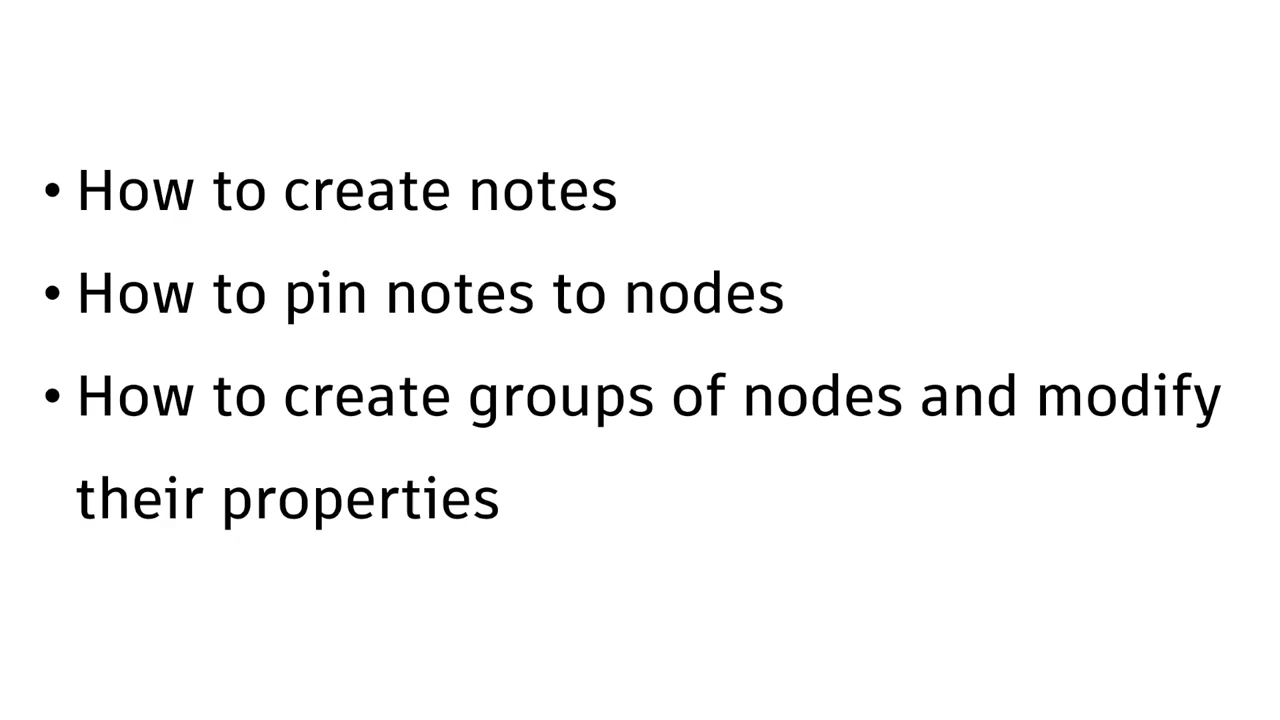 • How to create notes
• How to pin notes to nodes
• How to create groups of nodes and modify
their properties